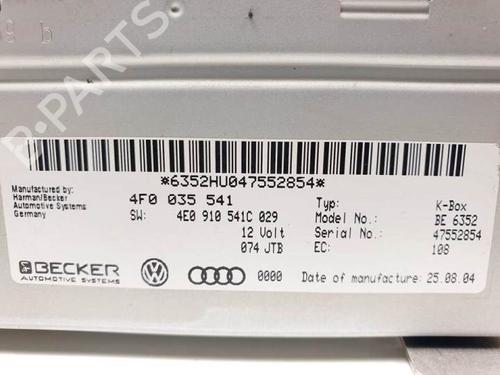 g b
B-PARTS
*6352HU047552854*
Manufactured by:
Harman/Becker
Automotive Systems
Germany
4F0 035 541
SW: 4E0 910 541C 029
12 Volt
074 JTB
Typ: K-Box
Model No.: BE 6352
Serial No.: 47552854
EC: 108
BECKER
AUTOMOTIVE SYSTEMS
0000
Date of manufacture: 25.08.04